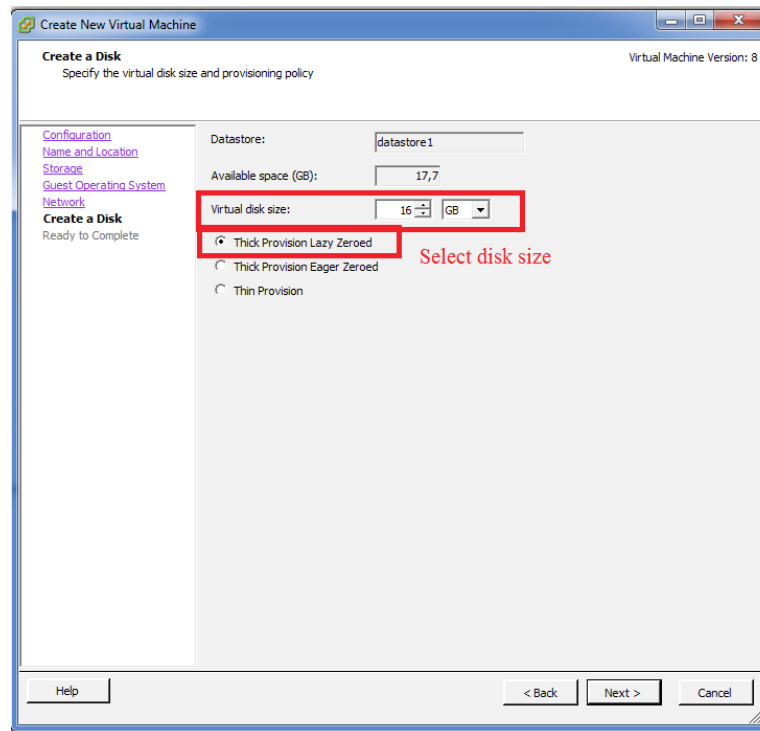 Create New Virtual Machine
Create a Disk
Specify the virtual disk size and provisioning policy
Virtual Machine Version: 8
Configuration
Name and Location
Storage
Guest Operating System
Network
Create a Disk
Ready to Complete
Datastore: datastore1
Available space (GB): 17,7
Virtual disk size: 16 GB
Thick Provision Lazy Zeroed
Select disk size
Thick Provision Eager Zeroed
Thin Provision
Help < Back Next > Cancel